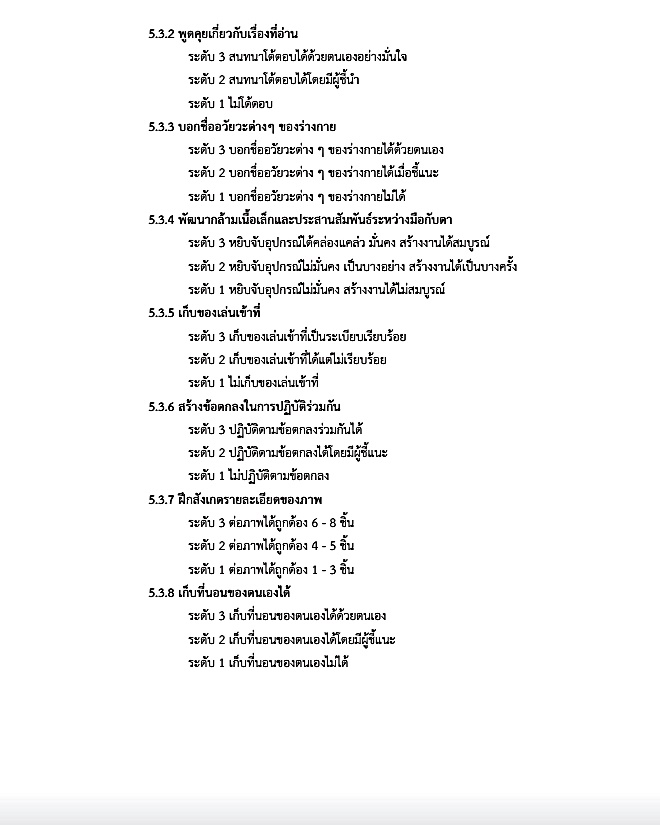 5.3.2 พูดคุยเกี่ยวกับเรื่องที่อ่าน
ระดับ 3 สนทนาโต้ตอบได้ด้วยตนเองอย่างมั่นใจ
ระดับ 2 สนทนาโต้ตอบได้โดยมีผู้ชี้นำ
ระดับ 1 ไม่โต้ตอบ
5.3.3 บอกชื่ออวัยวะต่างๆ ของร่างกาย
ระดับ 3 บอกชื่ออวัยวะต่าง ๆ ของร่างกายได้ด้วยตนเอง
ระดับ 2 บอกชื่ออวัยวะต่าง ๆ ของร่างกายได้เมื่อชี้แนะ
ระดับ 1 บอกชื่ออวัยวะต่าง ๆ ของร่างกายไม่ได้
5.3.4 พัฒนากล้ามเนื้อเล็กและประสานสัมพันธ์ระหว่างมือกับตา
ระดับ 3 หยิบจับอุปกรณ์ได้คล่องแคล่ว มั่นคง สร้างงานได้สมบูรณ์
ระดับ 2 หยิบจับอุปกรณ์ไม่มั่นคง เป็นบางอย่าง สร้างงานได้เป็นบางครั้ง
ระดับ 1 หยิบจับอุปกรณ์ไม่มั่นคง สร้างงานได้ไม่สมบูรณ์
5.3.5 เก็บของเล่นเข้าที่
ระดับ 3 เก็บของเล่นเข้าที่เป็นระเบียบเรียบร้อย
ระดับ 2 เก็บของเล่นเข้าที่ได้แต่ไม่เรียบร้อย
ระดับ 1 ไม่เก็บของเล่นเข้าที่
5.3.6 สร้างข้อตกลงในการปฏิบัติร่วมกัน
ระดับ 3 ปฏิบัติตามข้อตกลงร่วมกันได้
ระดับ 2 ปฏิบัติตามข้อตกลงได้โดยมีผู้ชี้แนะ
ระดับ 1 ไม่ปฏิบัติตามข้อตกลง
5.3.7 ฝึกสังเกตรายละเอียดของภาพ
ระดับ 3 ต่อภาพได้ถูกต้อง 6 - 8 ชิ้น
ระดับ 2 ต่อภาพได้ถูกต้อง 4 - 5 ชิ้น
ระดับ 1 ต่อภาพได้ถูกต้อง 1 - 3 ชิ้น
5.3.8 เก็บที่นอนของตนเองได้
ระดับ 3 เก็บที่นอนของตนเองได้ด้วยตนเอง
ระดับ 2 เก็บที่นอนของตนเองได้โดยมีผู้ชี้แนะ
ระดับ 1 เก็บที่นอนของตนเองไม่ได้